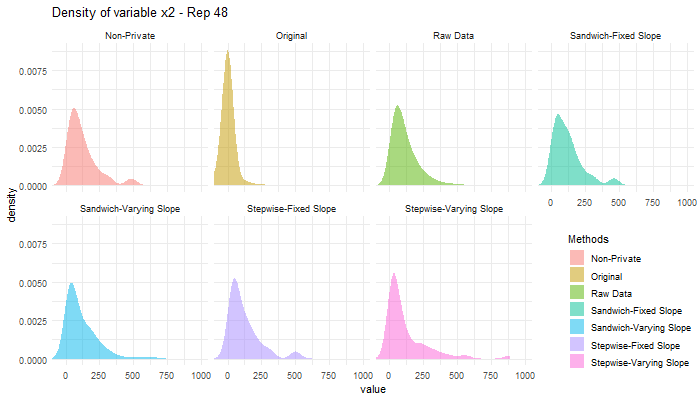 Density of variable x2 - Rep 48
Non-Private Original Raw Data Sandwich-Fixed Slope
0.0075
0.0050
0.0025
0.0000
0 250 500 750 1000
Sandwich-Varying Slope Stepwise-Fixed Slope Stepwise-Varying Slope
0.0075
0.0050
0.0025
0.0000
0 250 500 750 1000 0 250 500 750 1000 0 250 500 750 1000
value
density
Methods
Non-Private
Original
Raw Data
Sandwich-Fixed Slope
Sandwich-Varying Slope
Stepwise-Fixed Slope
Stepwise-Varying Slope